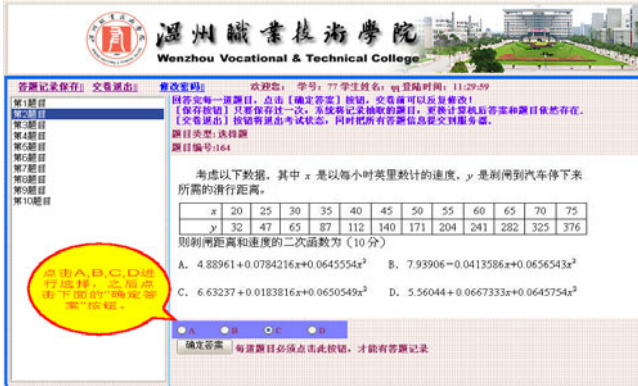 温州職業技術學院
Wenzhou Vocational & Technical College
答题记录保存|| 交卷退出|| 修改密码|| 欢迎您: 学号: 77 学生姓名: qq 登陆时间: 11:29:59
回答完每一道题目,点击【确定答案】按钮,交卷前可以反复修改!
【保存按钮】只要保存过一次,系统将记录抽取的题目,更换计算机后答案和题目依然存在.
【交卷退出】按钮将退出考试状态,同时把所有答题信息提交到服务器.
题目类型:选择题
题目编号:164
第1题目
第2题目
第3题目
第4题目
第5题目
第6题目
第7题目
第8题目
第9题目
第10题目
考虑以下数据,其中 x 是以每小时英里数计的速度, y 是刹闸到汽车停下来
所需的滑行距离。
x 20 25 30 35 40 45 50 55 60 65 70 75
y 32 47 65 87 112 140 171 204 241 282 325 376
则刹闸距离和速度的二次函数为(10分)
A. 4.88961+0.0784216x+0.0645554x² B. 7.93906-0.0413586x+0.0656543x²
C. 6.63237+0.0183816x+0.0650549x² D. 5.56044+0.0667333x+0.0645754x²
点击A,B,C,D进
行选择,之后点
击下面的"确定答
案"按钮。
A B C D
确定答案 每道题目必须点击此按钮,才能有答题记录